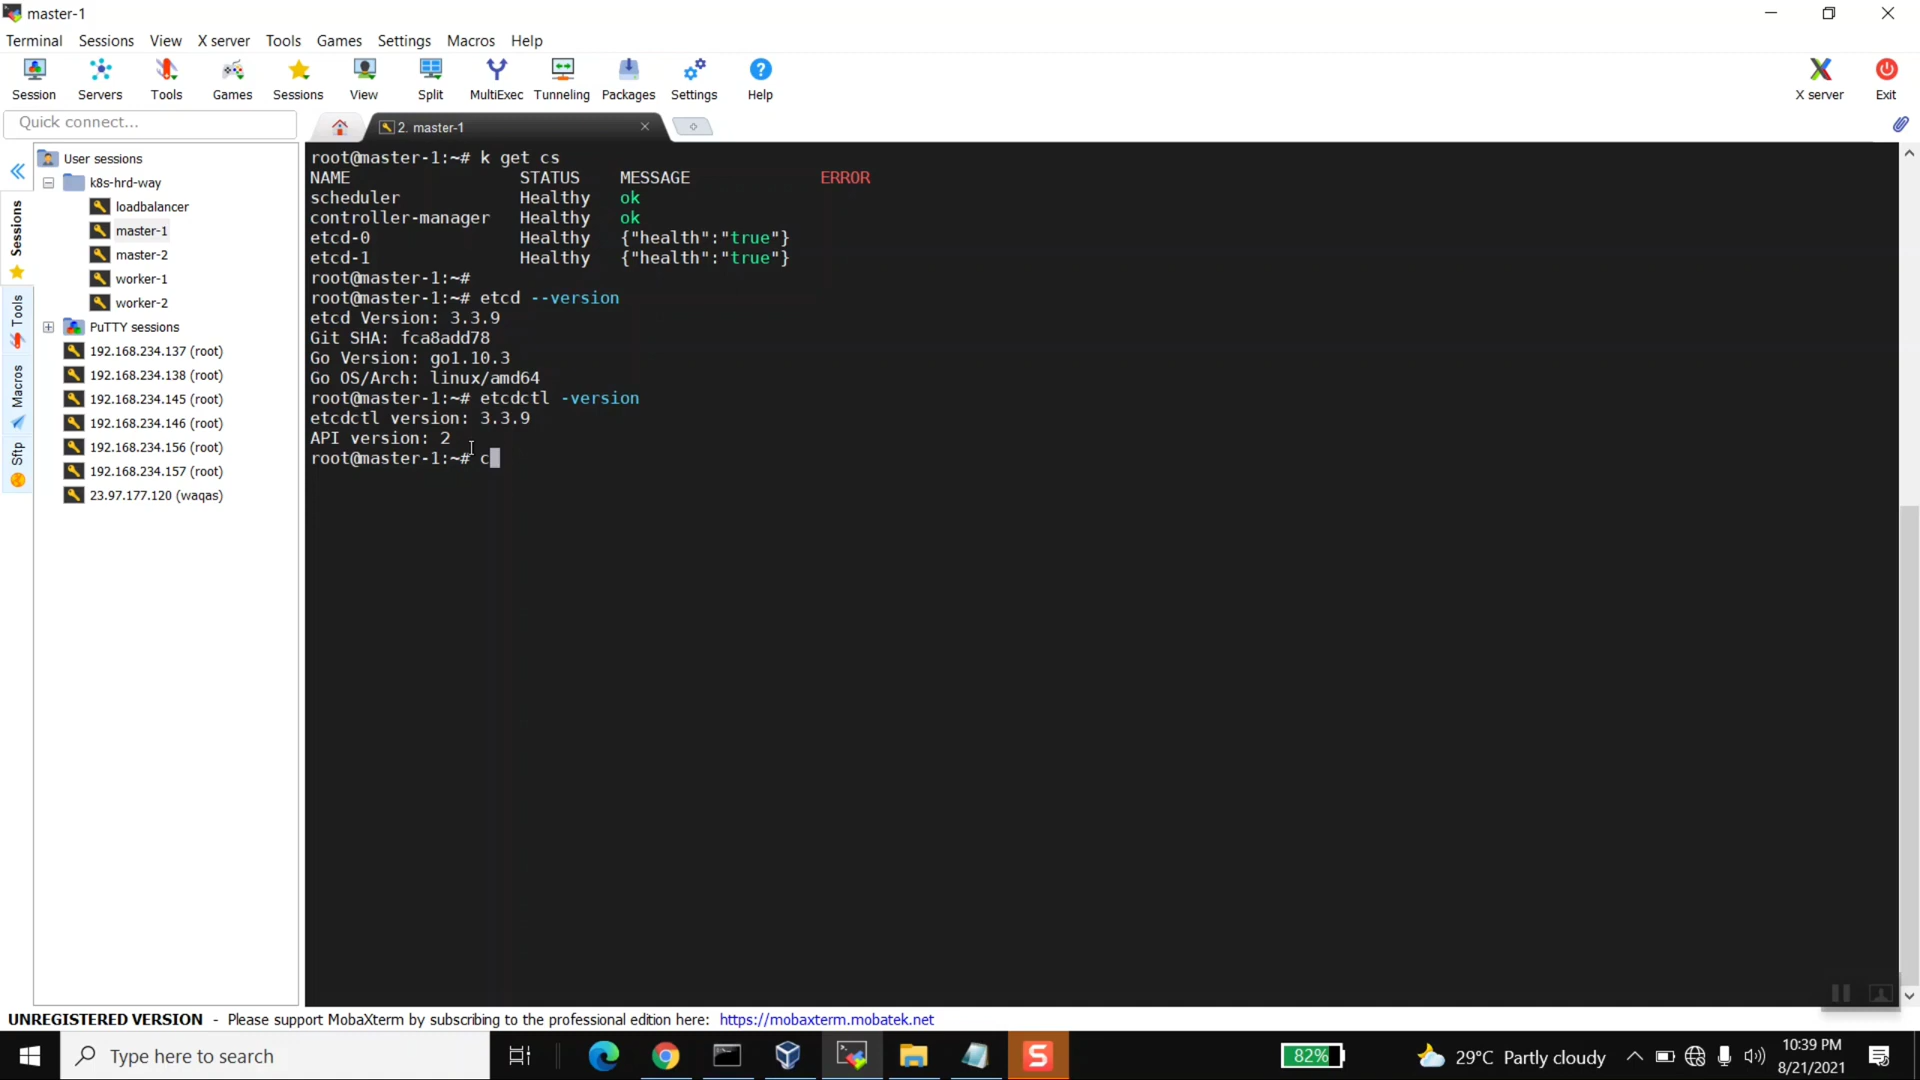 master-1
Terminal Sessions View X server Tools Games Settings Macros Help
Session Servers Tools Games Sessions View Split MultiExec Tunneling Packages Settings Help X server Exit
Quick connect...
2. master-1
User sessions
k8s-hrd-way
loadbalancer
master-1
master-2
worker-1
worker-2
PuTTY sessions
192.168.234.137 (root)
192.168.234.138 (root)
192.168.234.145 (root)
192.168.234.146 (root)
192.168.234.156 (root)
192.168.234.157 (root)
23.97.177.120 (waqas)
Sessions
Tools
Macros
Sftp
root@master-1:~# k get cs
NAME STATUS MESSAGE ERROR
scheduler Healthy ok
controller-manager Healthy ok
etcd-0 Healthy {"health":"true"}
etcd-1 Healthy {"health":"true"}
root@master-1:~#
root@master-1:~# etcd --version
etcd Version: 3.3.9
Git SHA: fca8add78
Go Version: go1.10.3
Go OS/Arch: linux/amd64
root@master-1:~# etcdctl -version
etcdctl version: 3.3.9
API version: 2
root@master-1:~# c
UNREGISTERED VERSION - Please support MobaXterm by subscribing to the professional edition here: https://mobaxterm.mobatek.net
Type here to search
S
82%
29°C Partly cloudy
10:39 PM
8/21/2021